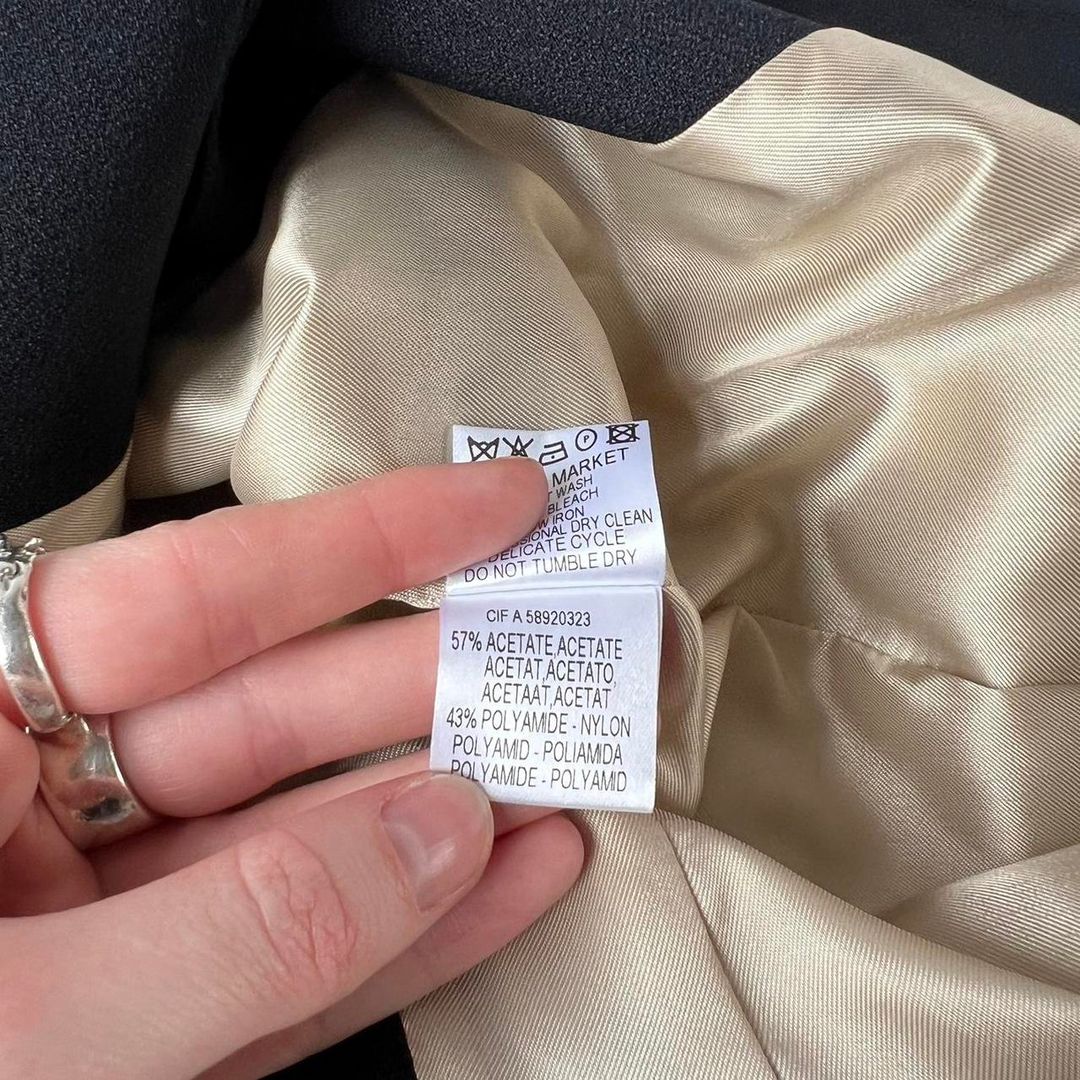 P
MARKET
WASH
BLEACH
IRON
DRY CLEAN
DELICATE CYCLE
DO NOT TUMBLE DRY
CIF A 58920323
57% ACETATE,ACETATE
ACETAT,ACETATO,
ACETAAT,ACETAT
43% POLYAMIDE - NYLON
POLYAMID - POLIAMIDA
POLYAMIDE - POLYAMID